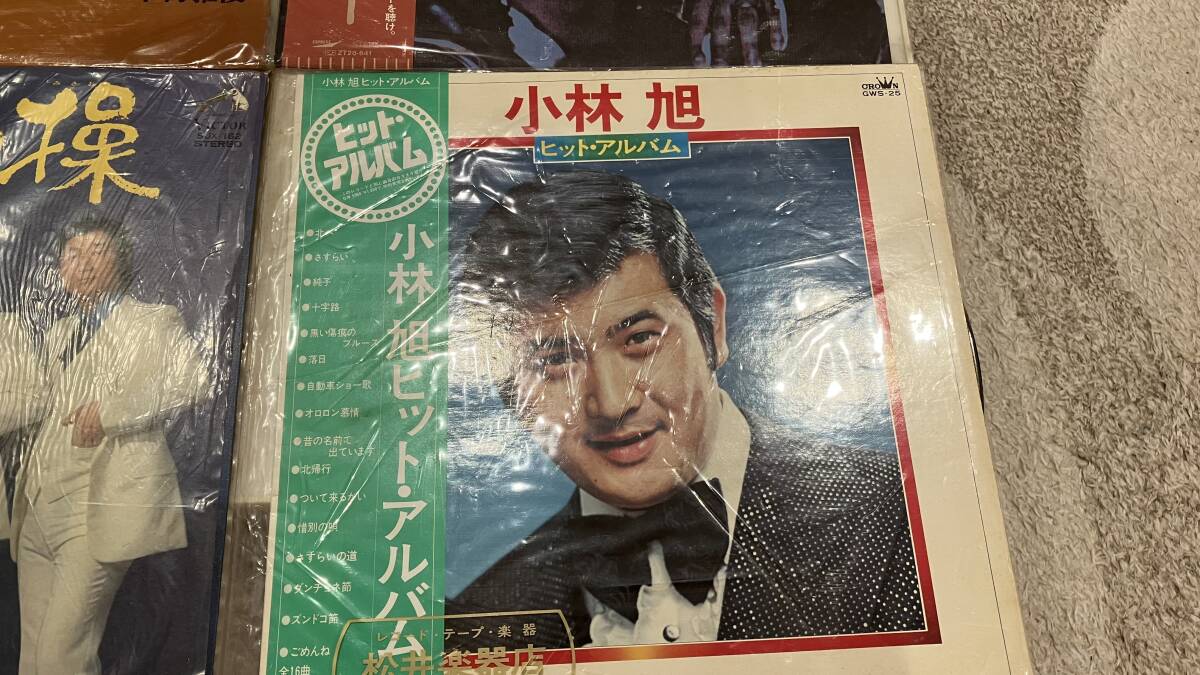 を聴け。
ZT28-641
操
VICTOR
SJX-162
STEREO
小林 旭ヒット・アルバム
ヒット・
アルバム
小林 旭ヒット・アルバム
●さすらい
●純子
●十字路
●黒い傷痕の
ブルース
●落日
●自動車ショー歌
●オロロン慕情
●昔の名前で
出ています
●北帰行
●ついて来るかい
●惜別の唄
●さすらいの道
●ダンチョネ節
●ズンドコ節
●ごめんね
全16曲
小林 旭
ヒット・アルバム
CROWN
GWS-25
レコード・テープ・楽器
松井楽器店